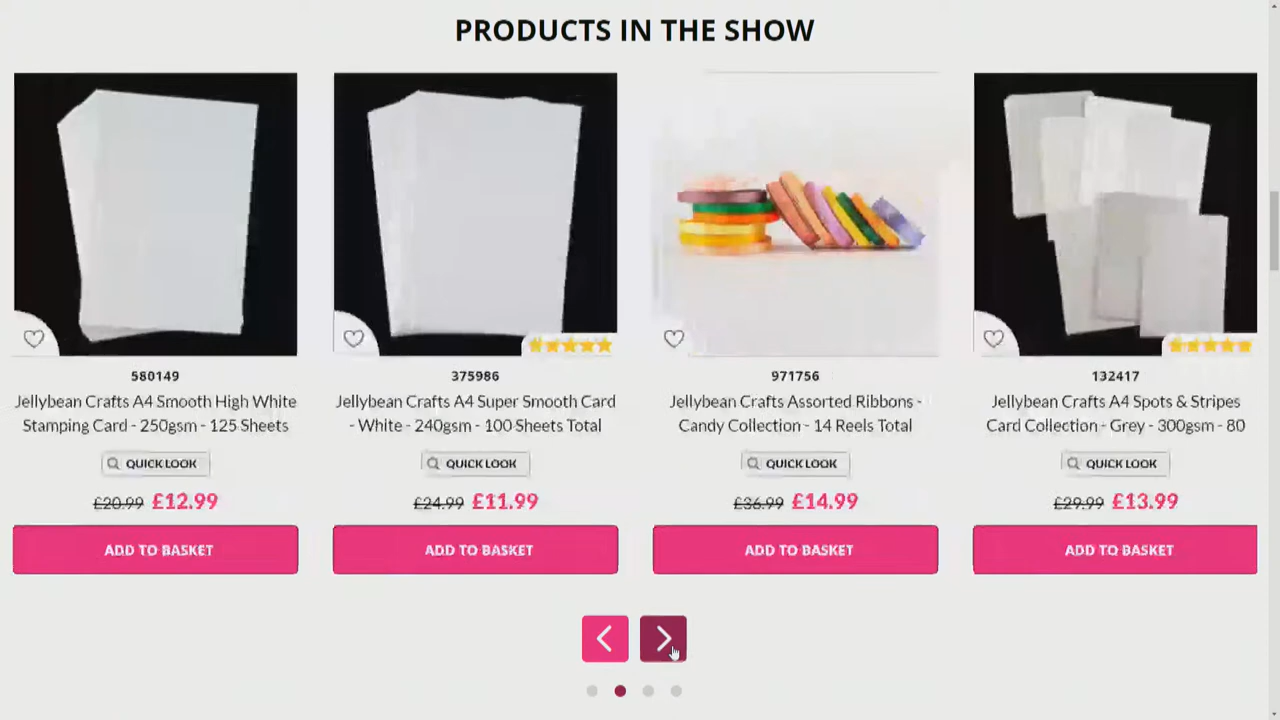 PRODUCTS IN THE SHOW
580149
Jellybean Crafts A4 Smooth High White
Stamping Card - 250gsm - 125 Sheets
QUICK LOOK
£20.99 £12.99
ADD TO BASKET
375986
Jellybean Crafts A4 Super Smooth Card
- White - 240gsm - 100 Sheets Total
QUICK LOOK
£24.99 £11.99
ADD TO BASKET
971756
Jellybean Crafts Assorted Ribbons -
Candy Collection - 14 Reels Total
QUICK LOOK
£36.99 £14.99
ADD TO BASKET
132417
Jellybean Crafts A4 Spots & Stripes
Card Collection - Grey - 300gsm - 80
QUICK LOOK
£29.99 £13.99
ADD TO BASKET